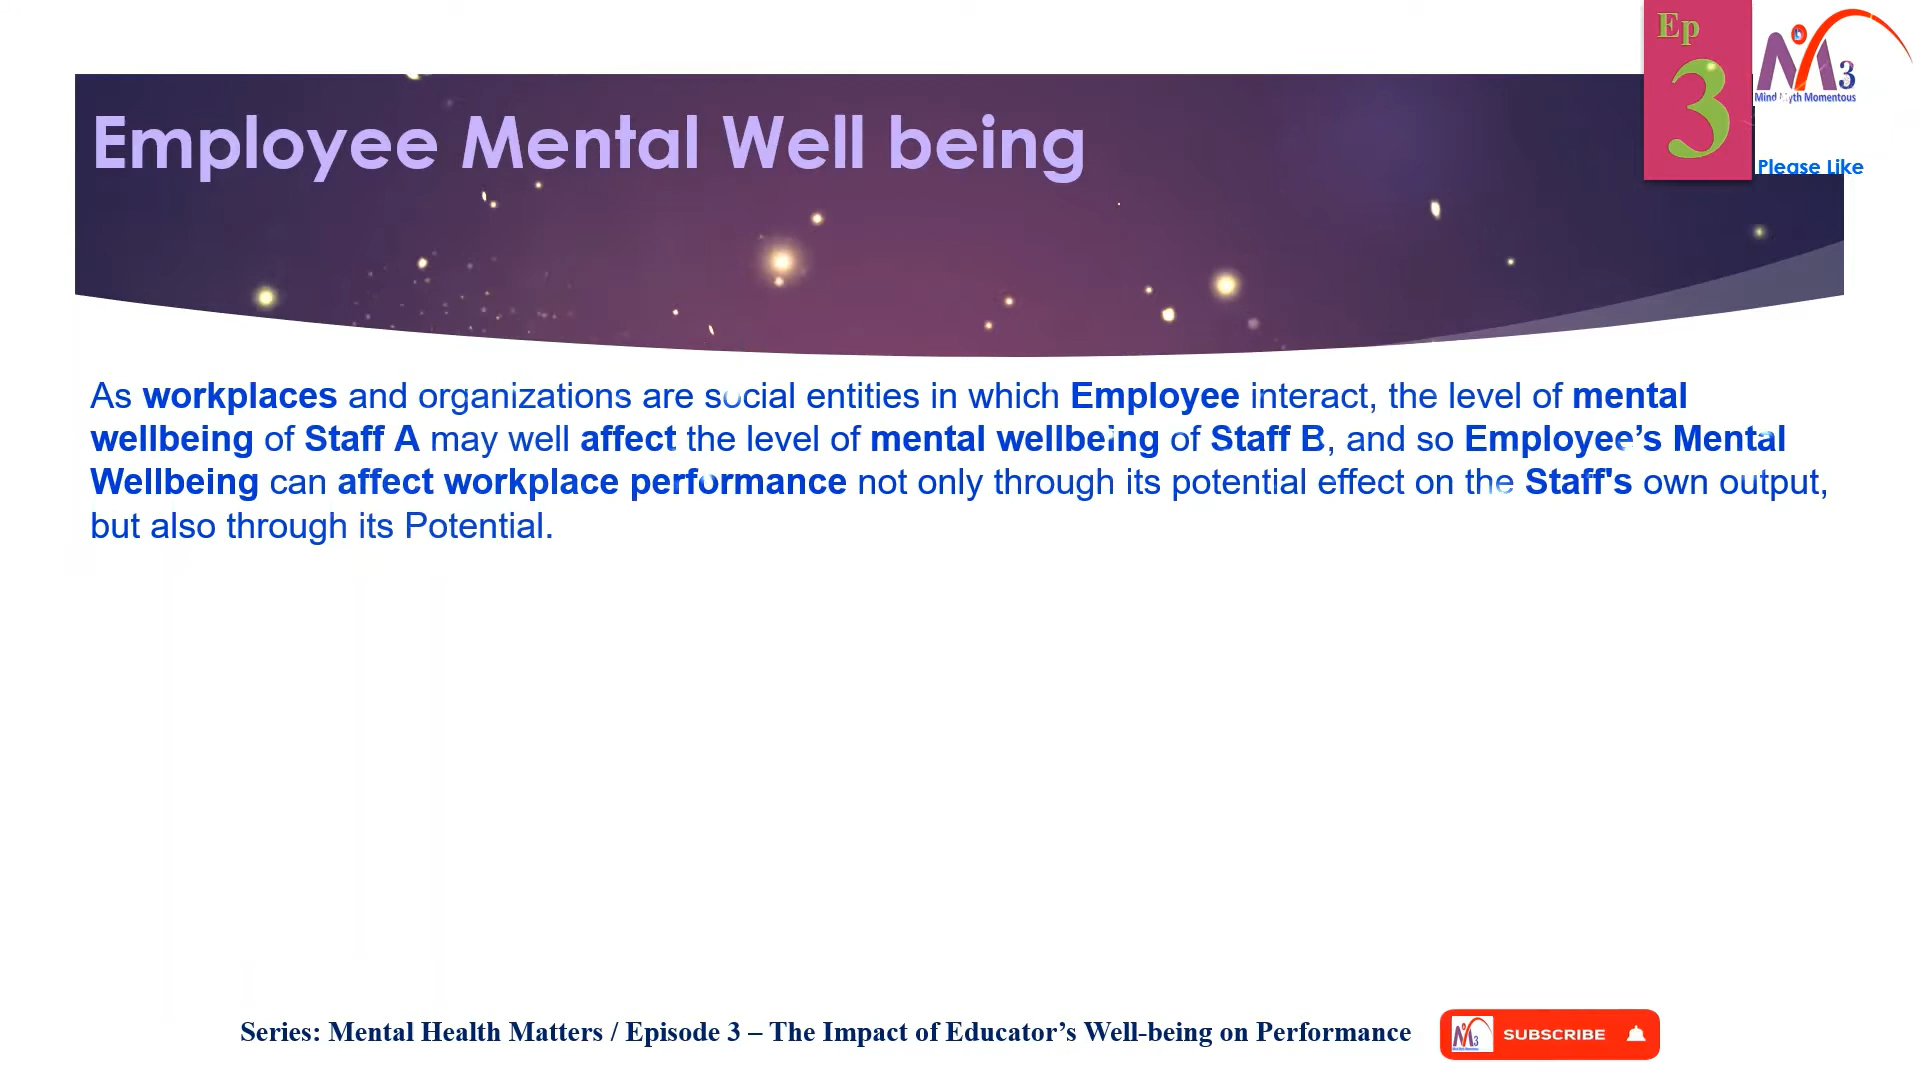 Ep
3
3
Mind Myth Momentous
Please Like
Employee Mental Well being
As workplaces and organizations are social entities in which Employee interact, the level of mental
wellbeing of Staff A may well affect the level of mental wellbeing of Staff B, and so Employee’s Mental
Wellbeing can affect workplace performance not only through its potential effect on the Staff's own output,
but also through its Potential.
Series: Mental Health Matters / Episode 3 – The Impact of Educator’s Well-being on Performance
SUBSCRIBE